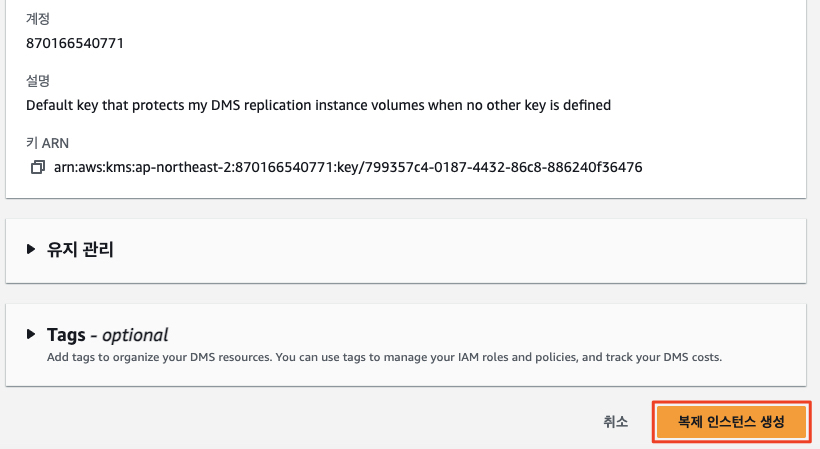 계정
870166540771
설명
Default key that protects my DMS replication instance volumes when no other key is defined
키 ARN
arn:aws:kms:ap-northeast-2:870166540771:key/799357c4-0187-4432-86c8-886240f36476
유지 관리
Tags - optional
Add tags to organize your DMS resources. You can use tags to manage your IAM roles and policies, and track your DMS costs.
취소
복제 인스턴스 생성